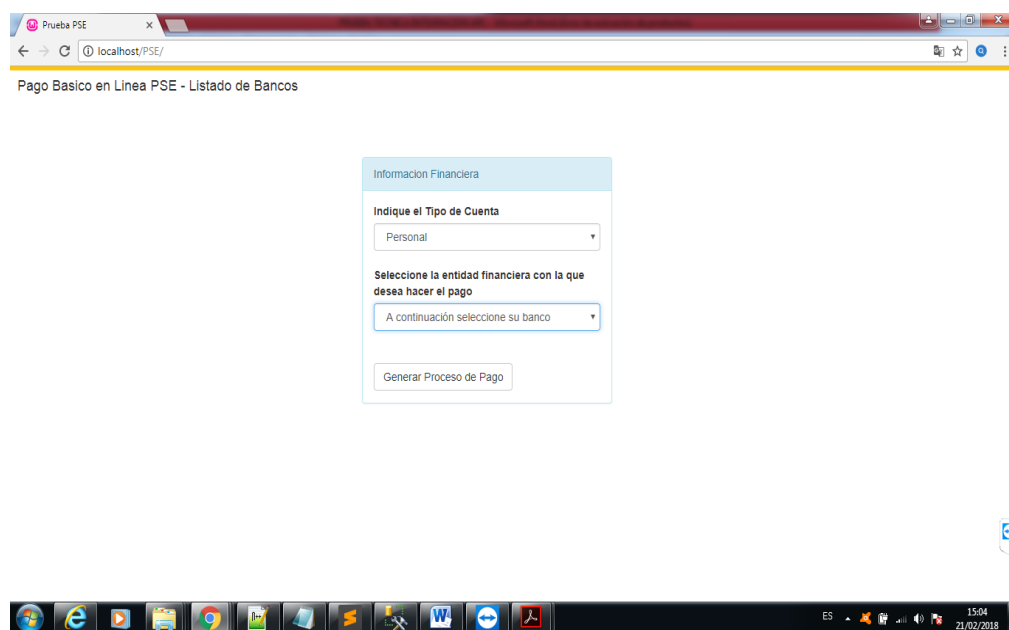 Prueba PSE
localhost/PSE/
Pago Basico en Linea PSE - Listado de Bancos
Informacion Financiera
Indique el Tipo de Cuenta
Personal
Seleccione la entidad financiera con la que
desea hacer el pago
A continuación seleccione su banco
Generar Proceso de Pago
ES
15:04
21/02/2018